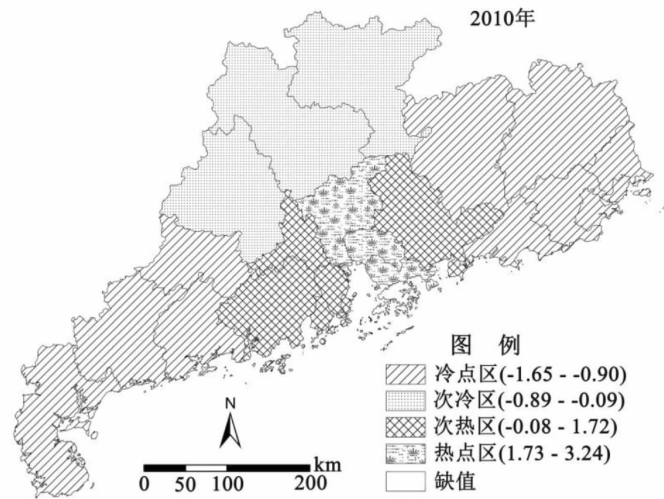 2010年
图 例
冷点区(-1.65 - -0.90)
次冷区(-0.89 - -0.09)
次热区(-0.08 - 1.72)
热点区(1.73 - 3.24)
缺值
N
km
0 50 100 200